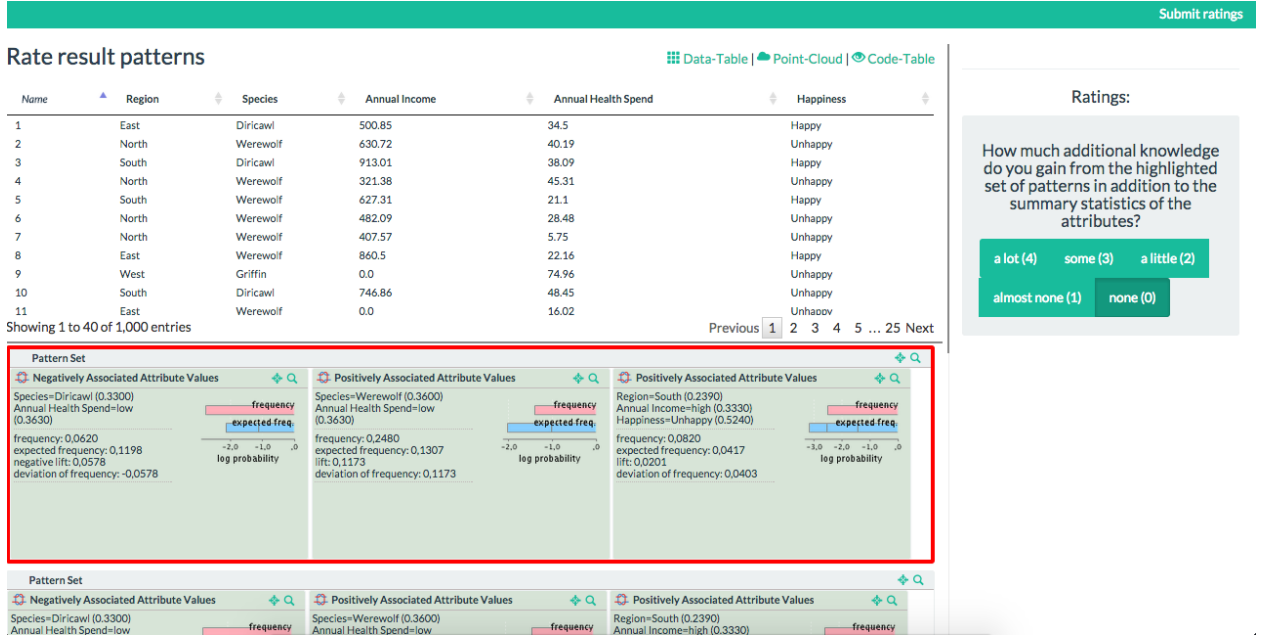 Submit ratings
Rate result patterns
Data-Table | Point-Cloud | Code-Table
Name Region Species Annual Income Annual Health Spend Happiness
1 East Diricawl 500.85 34.5 Happy
2 North Werewolf 630.72 40.19 Unhappy
3 South Diricawl 913.01 38.09 Happy
4 North Werewolf 321.38 45.31 Unhappy
5 South Werewolf 627.31 21.1 Happy
6 North Werewolf 482.09 28.48 Unhappy
7 North Werewolf 407.57 5.75 Unhappy
8 East Werewolf 860.5 22.16 Happy
9 West Griffin 0.0 74.96 Unhappy
10 South Diricawl 746.86 48.45 Unhappy
11 East Werewolf 0.0 16.02 Unhappy
Showing 1 to 40 of 1,000 entries
Previous 1 2 3 4 5 ... 25 Next
Ratings:
How much additional knowledge
do you gain from the highlighted
set of patterns in addition to the
summary statistics of the
attributes?
a lot (4) some (3) a little (2)
almost none (1) none (0)
Pattern Set
Negatively Associated Attribute Values
Species=Diricawl (0.3300)
Annual Health Spend=low
(0.3630)
frequency: 0,0620
expected frequency: 0,1198
negative lift: 0,0578
deviation of frequency: -0,0578
frequency
expected freq.
-2,0 -1,0 ,0
log probability
Positively Associated Attribute Values
Species=Werewolf (0.3600)
Annual Health Spend=low
(0.3630)
frequency: 0,2480
expected frequency: 0,1307
lift: 0,1173
deviation of frequency: 0,1173
frequency
expected freq.
-2,0 -1,0 ,0
log probability
Positively Associated Attribute Values
Region=South (0.2390)
Annual Income=high (0.3330)
Happiness=Unhappy (0.5240)
frequency: 0,0820
expected frequency: 0,0417
lift: 0,0201
deviation of frequency: 0,0403
frequency
expected freq.
-3,0 -2,0 -1,0 ,0
log probability
Pattern Set
Negatively Associated Attribute Values
Species=Diricawl (0.3300)
Annual Health Spend=low
frequency
Positively Associated Attribute Values
Species=Werewolf (0.3600)
Annual Health Spend=low
frequency
Positively Associated Attribute Values
Region=South (0.2390)
Annual Income=high (0.3330)
frequency